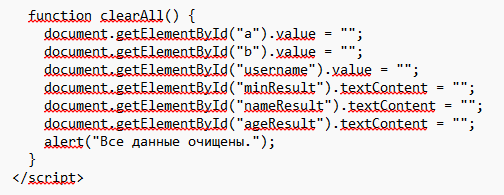 function clearAll() {
document.getElementById("a").value = "";
document.getElementById("b").value = "";
document.getElementById("username").value = "";
document.getElementById("minResult").textContent = "";
document.getElementById("nameResult").textContent = "";
document.getElementById("ageResult").textContent = "";
alert("Все данные очищены.");
}
</script>